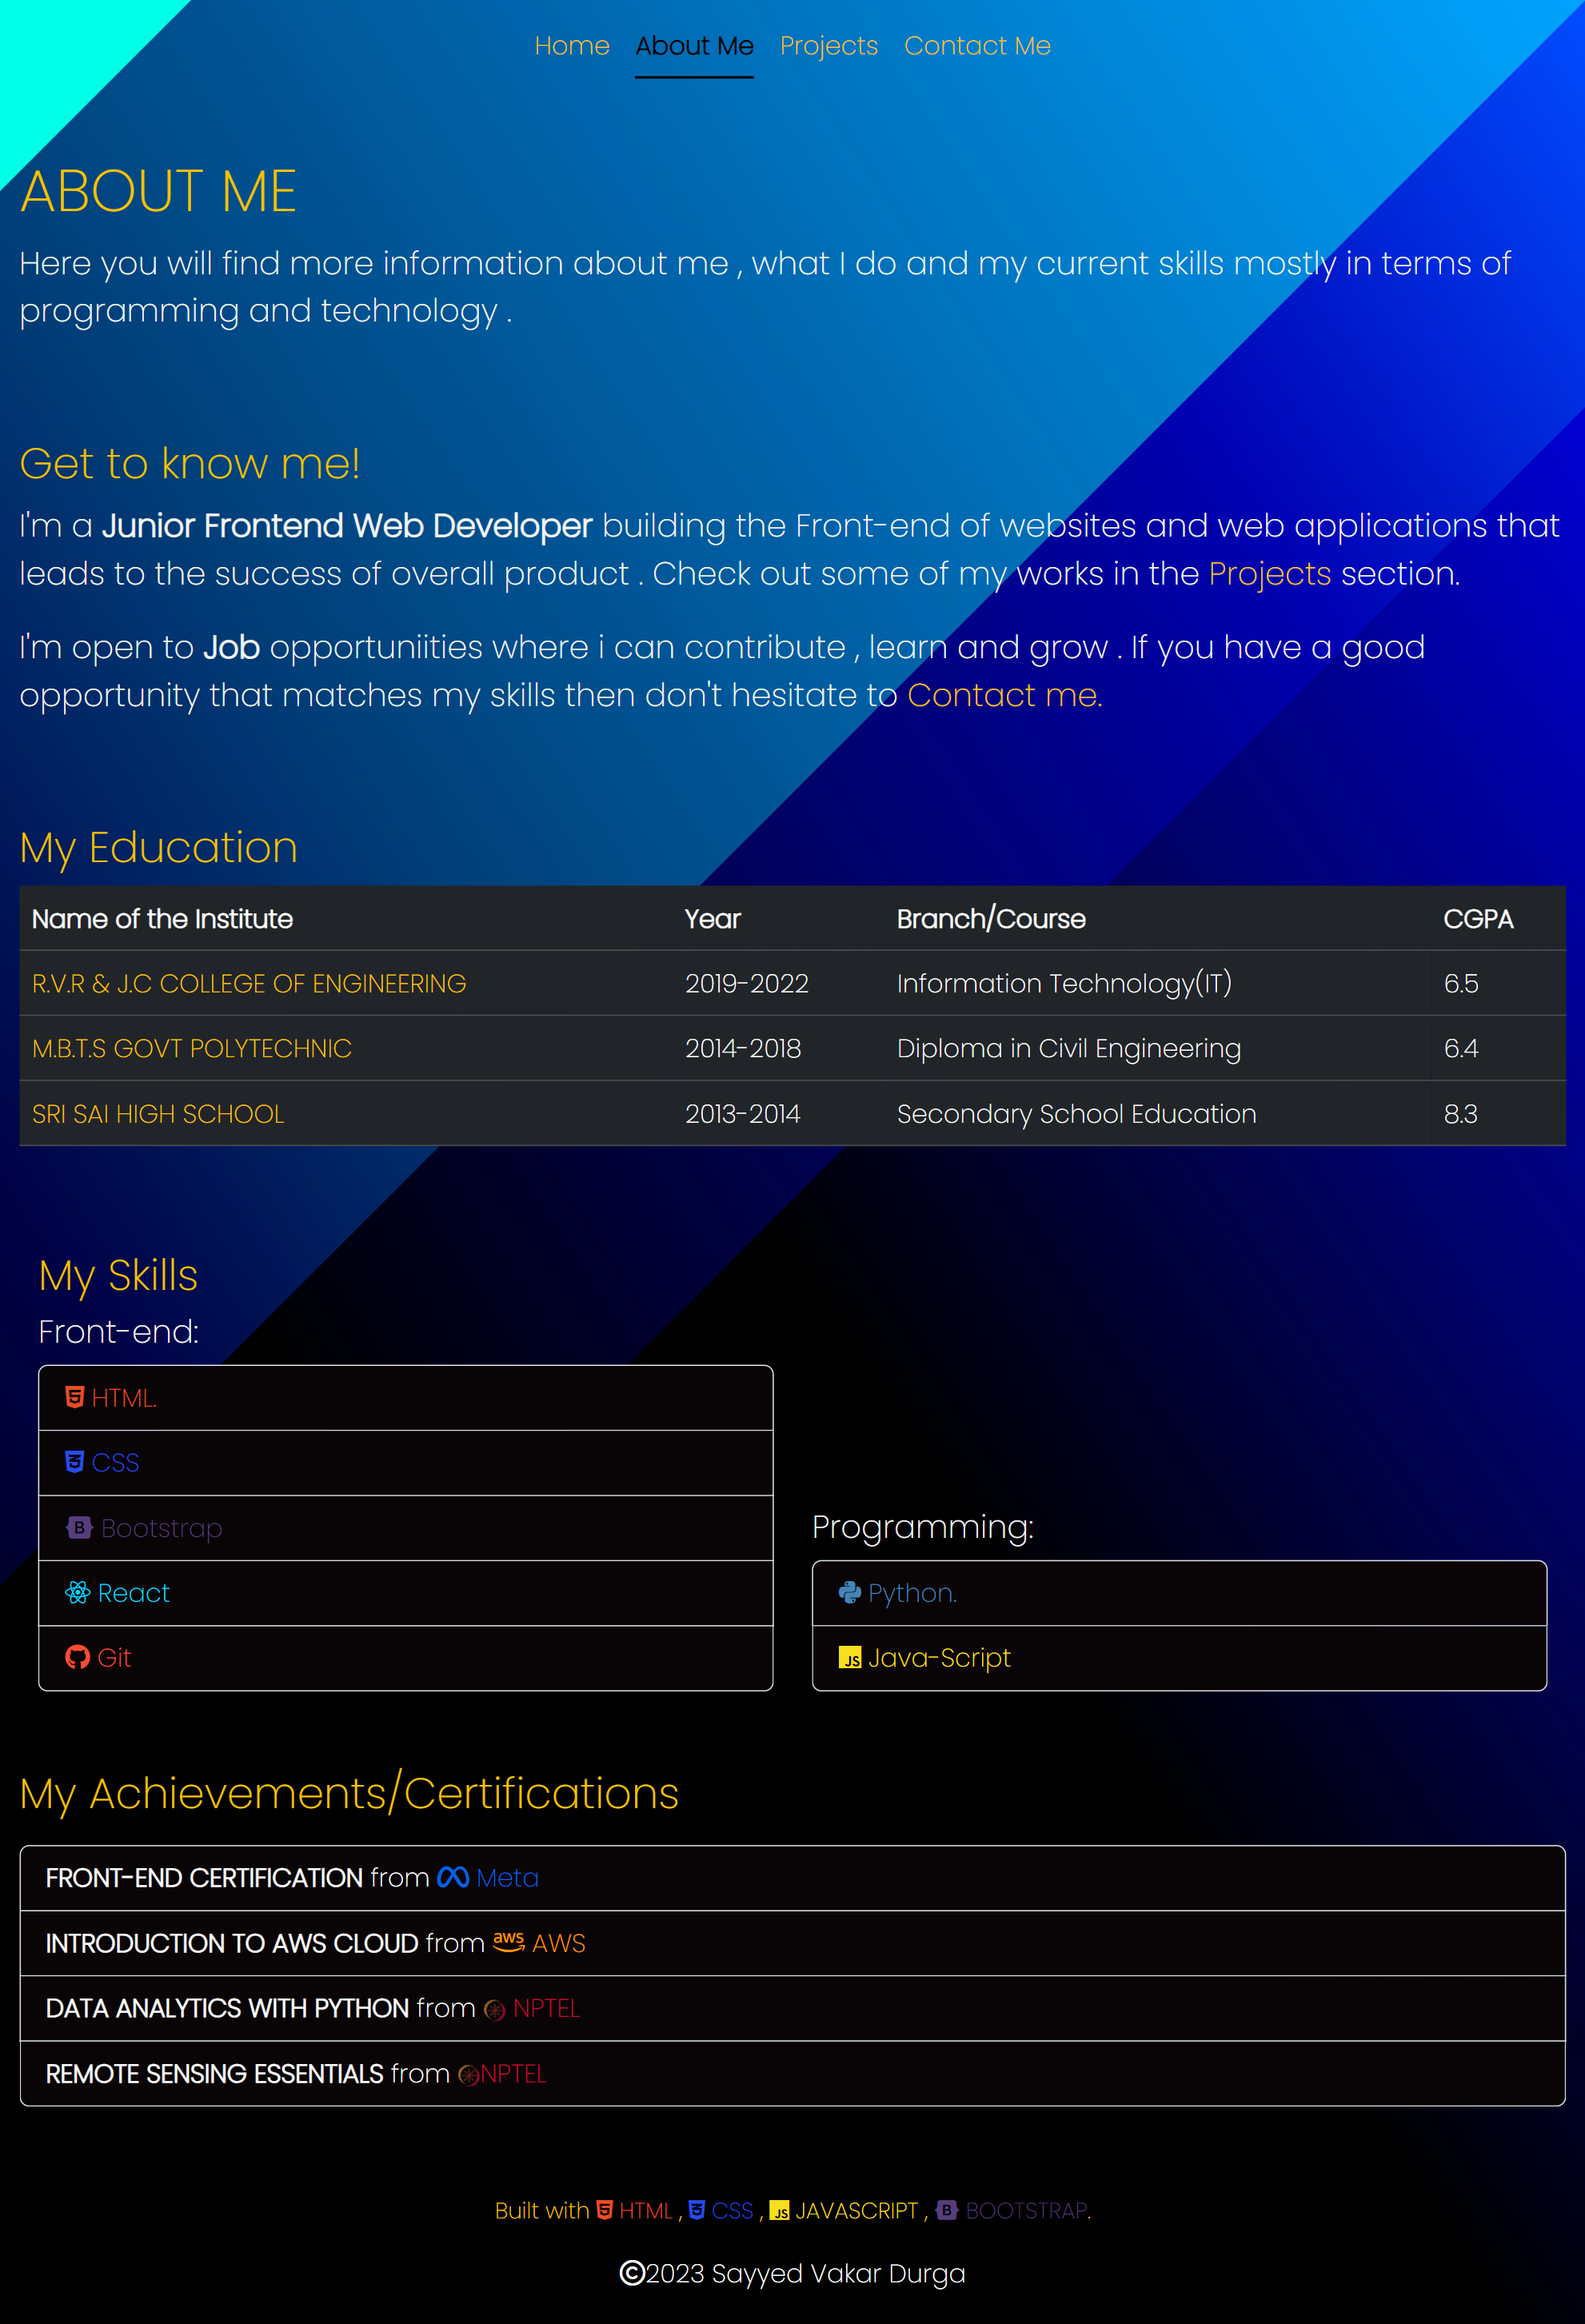 Home About Me Projects Contact Me
ABOUT ME
Here you will find more information about me , what I do and my current skills mostly in terms of
programming and technology .
Get to know me!
I'm a Junior Frontend Web Developer building the Front-end of websites and web applications that
leads to the success of overall product . Check out some of my works in the Projects section.
I'm open to Job opportuniities where i can contribute , learn and grow . If you have a good
opportunity that matches my skills then don't hesitate to Contact me.
My Education
Name of the Institute Year Branch/Course CGPA
R.V.R & J.C COLLEGE OF ENGINEERING 2019-2022 Information Technology(IT) 6.5
M.B.T.S GOVT POLYTECHNIC 2014-2018 Diploma in Civil Engineering 6.4
SRI SAI HIGH SCHOOL 2013-2014 Secondary School Education 8.3
My Skills
Front-end:
HTML.
CSS
B Bootstrap
React
Git
Programming:
Python.
JS Java-Script
My Achievements/Certifications
FRONT-END CERTIFICATION from Meta
INTRODUCTION TO AWS CLOUD from aws AWS
DATA ANALYTICS WITH PYTHON from NPTEL
REMOTE SENSING ESSENTIALS from NPTEL
Built with HTML , CSS , JS JAVASCRIPT , B BOOTSTRAP.
©2023 Sayyed Vakar Durga